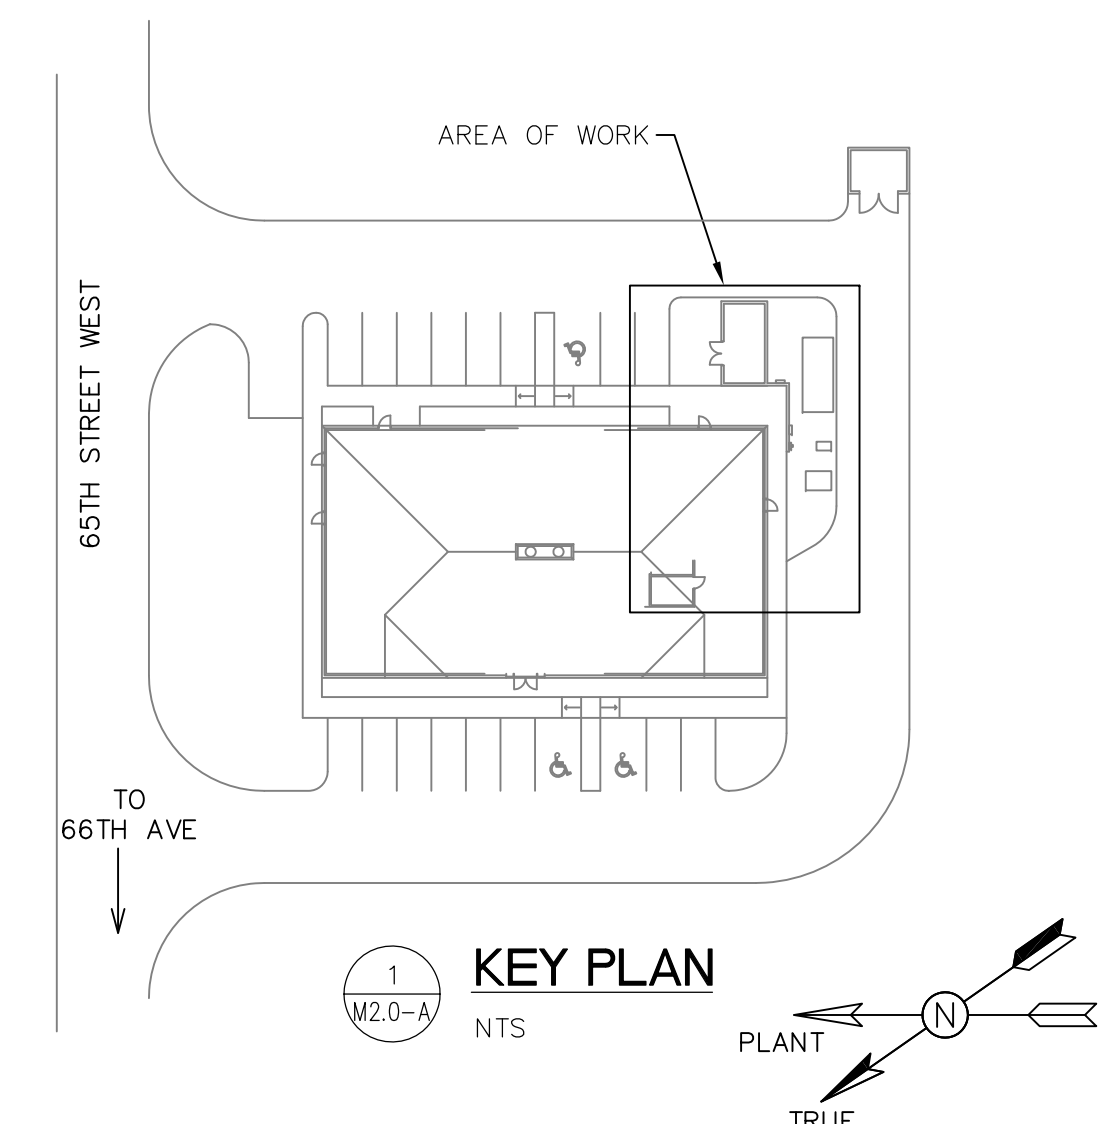 AREA OF WORK
65TH STREET WEST
TO
66TH AVE
1
M2.0-A
KEY PLAN
NTS
N
PLANT
TRUE